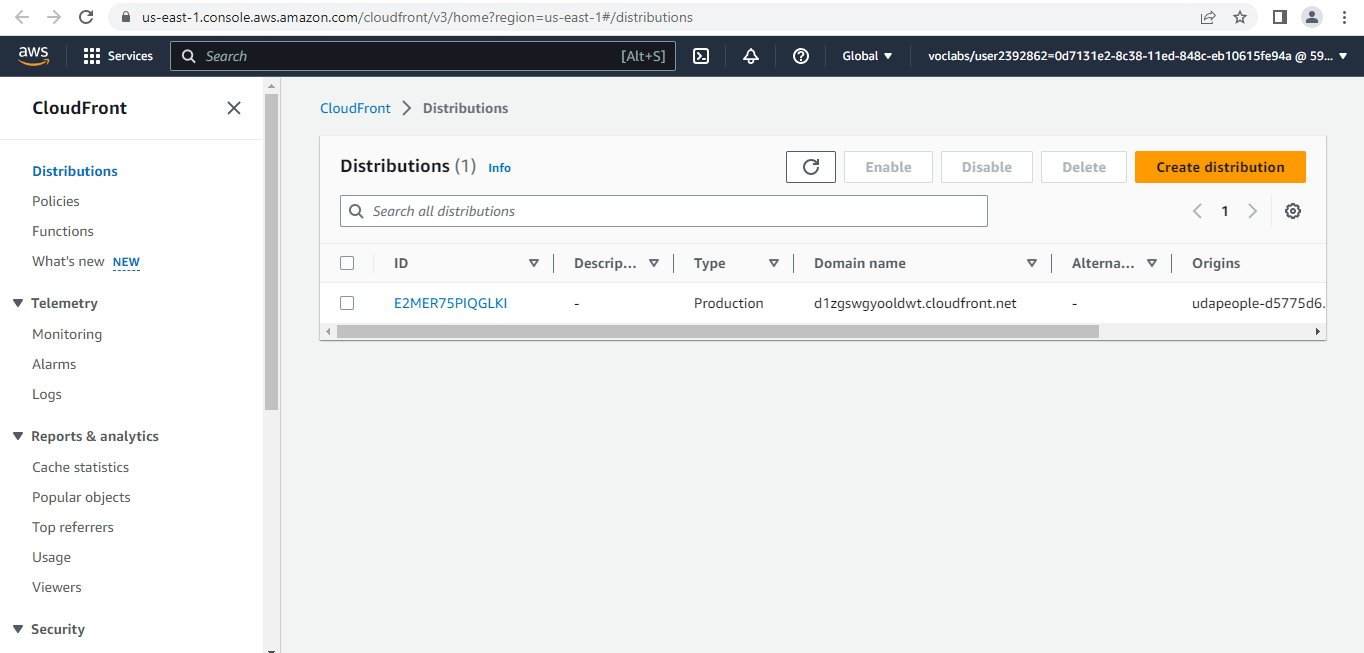 us-east-1.console.aws.amazon.com/cloudfront/v3/home?region=us-east-1#/distributions
aws Services Search [Alt+S] Global voclabs/user2392862=0d7131e2-8c38-11ed-848c-eb10615fe94a @ 59...
CloudFront
Distributions
Policies
Functions
What's new NEW
Telemetry
Monitoring
Alarms
Logs
Reports & analytics
Cache statistics
Popular objects
Top referrers
Usage
Viewers
Security
CloudFront Distributions
Distributions (1) Info Enable Disable Delete Create distribution
Search all distributions 1
ID Descrip... Type Domain name Alterna... Origins
E2MER75PIQGLKI - Production d1zgswgyooldwt.cloudfront.net - udapeople-d5775d6.